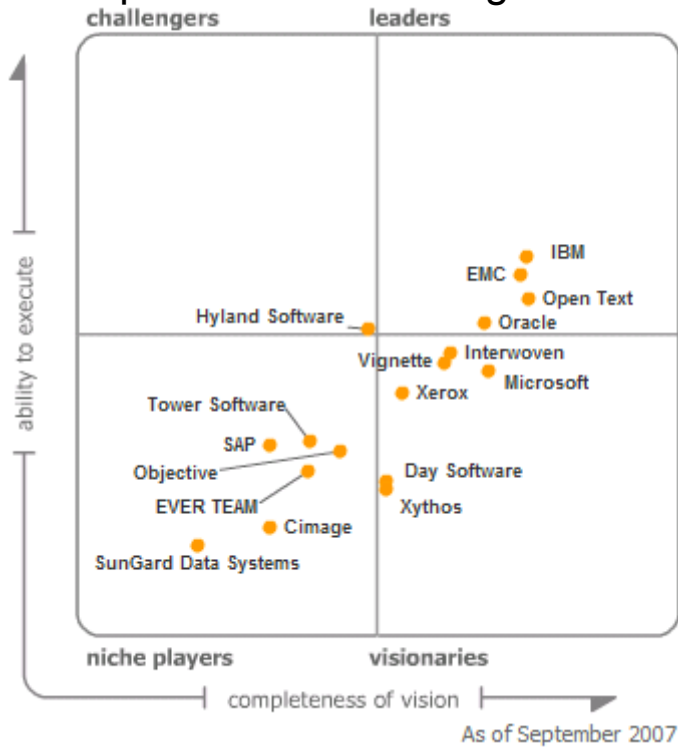 challengers leaders
IBM
EMC
Open Text
Hyland Software
Oracle
Interwoven
Vignette
Microsoft
Xerox
Tower Software
SAP
Objective
Day Software
EVER TEAM
Xythos
Cimage
SunGard Data Systems
ability to execute
niche players visionaries
completeness of vision
As of September 2007